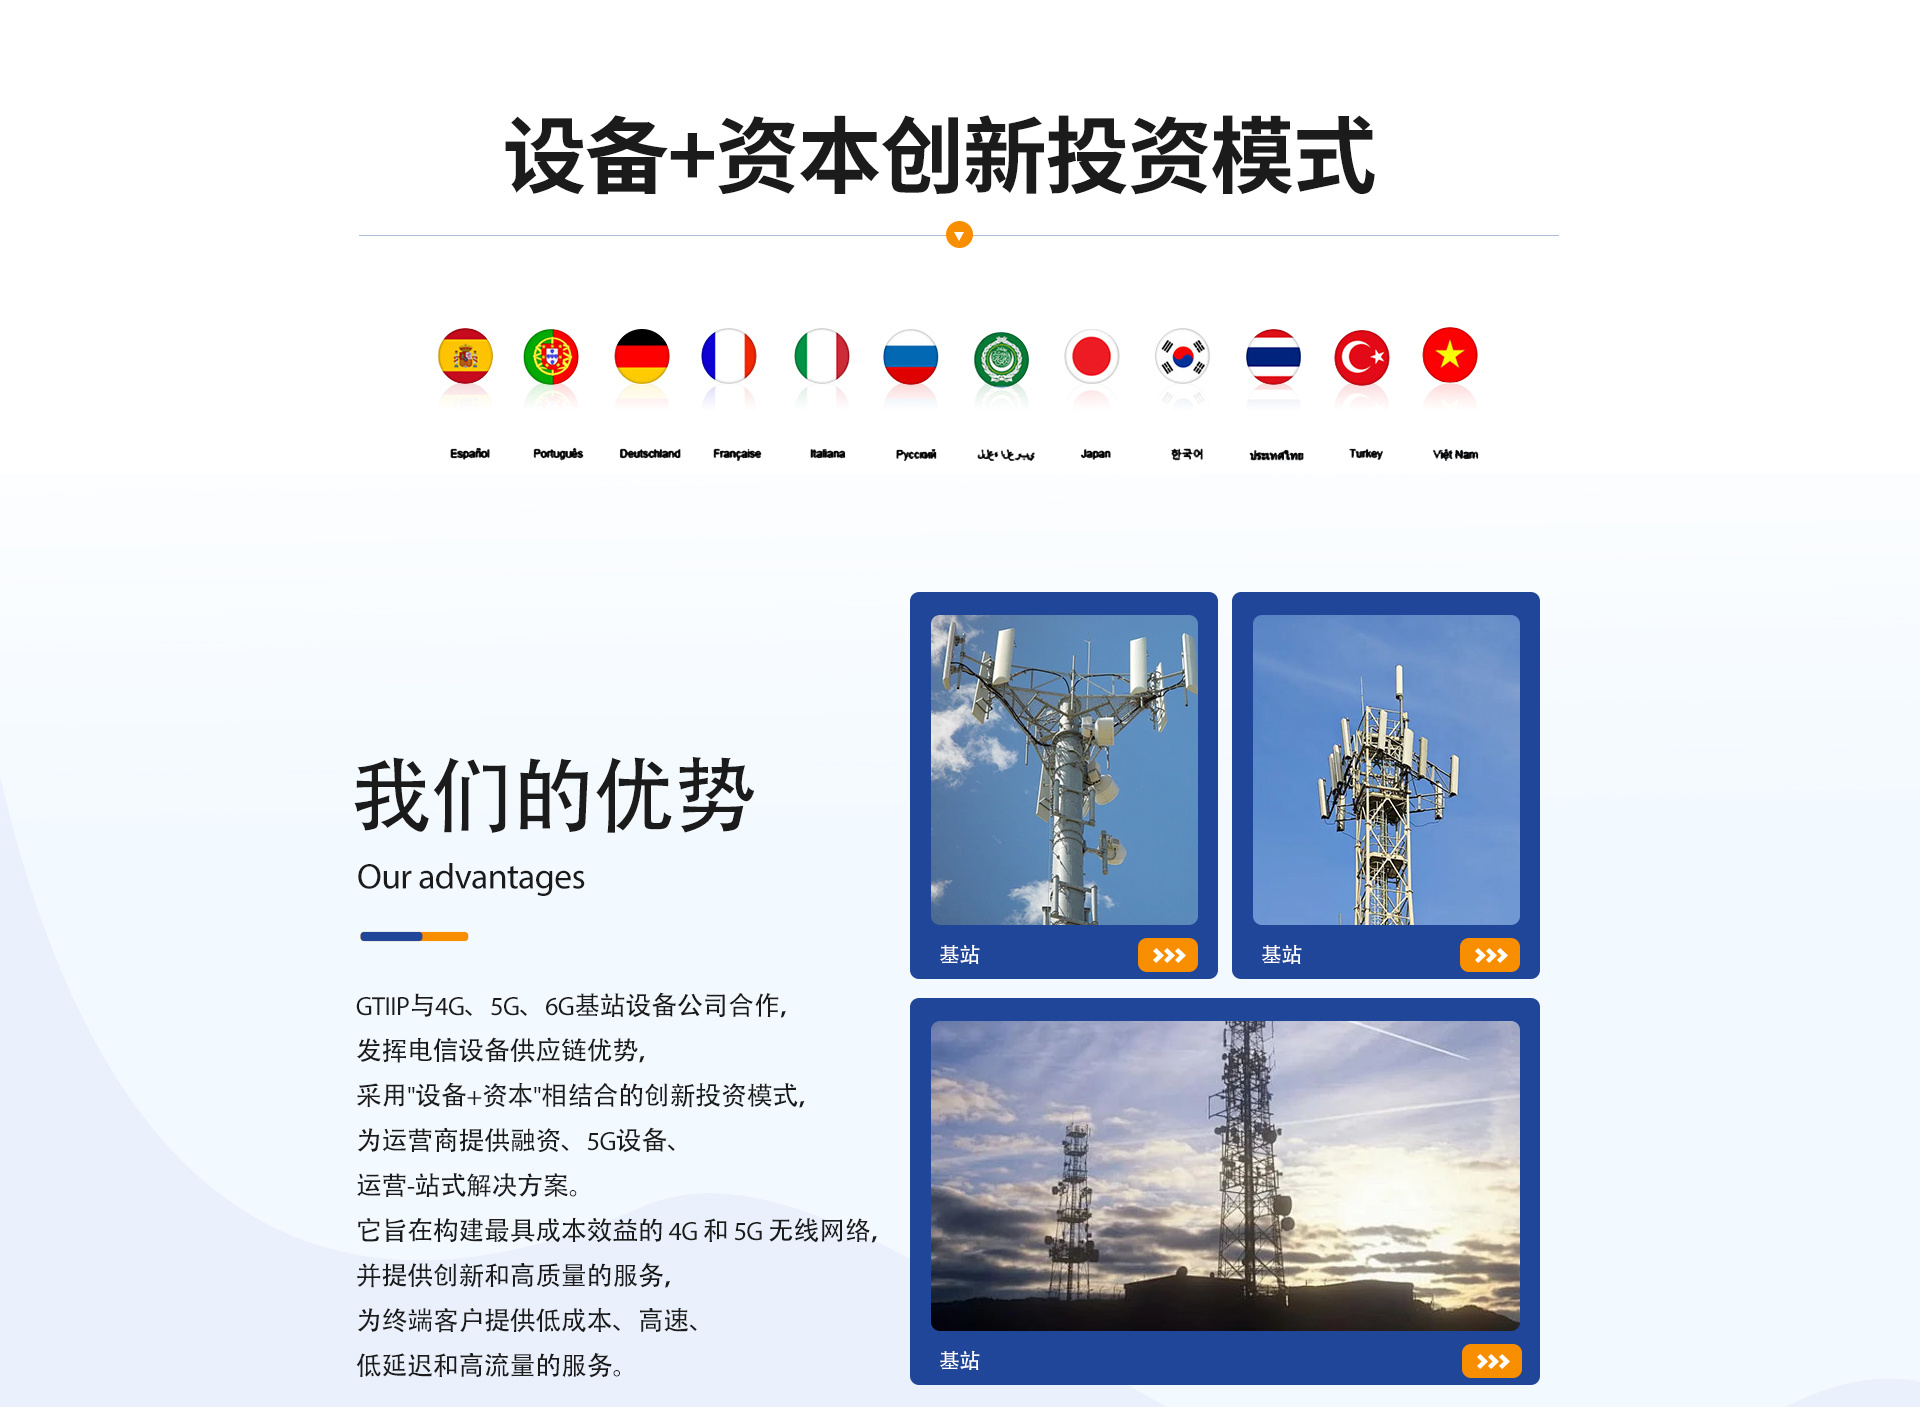 设备+资本创新投资模式
Español Português Deutschland Française Italiana Русский Japan 한국어 ประเทศไทย Turkey Việt Nam
我们的优势
Our advantages
GTIIP与4G、5G、6G基站设备公司合作,
发挥电信设备供应链优势,
采用"设备+资本"相结合的创新投资模式,
为运营商提供融资、5G设备、
运营-站式解决方案。
它旨在构建最具成本效益的 4G 和 5G 无线网络,
并提供创新和高质量的服务,
为终端客户提供低成本、高速、
低延迟和高流量的服务。
基站
基站
基站